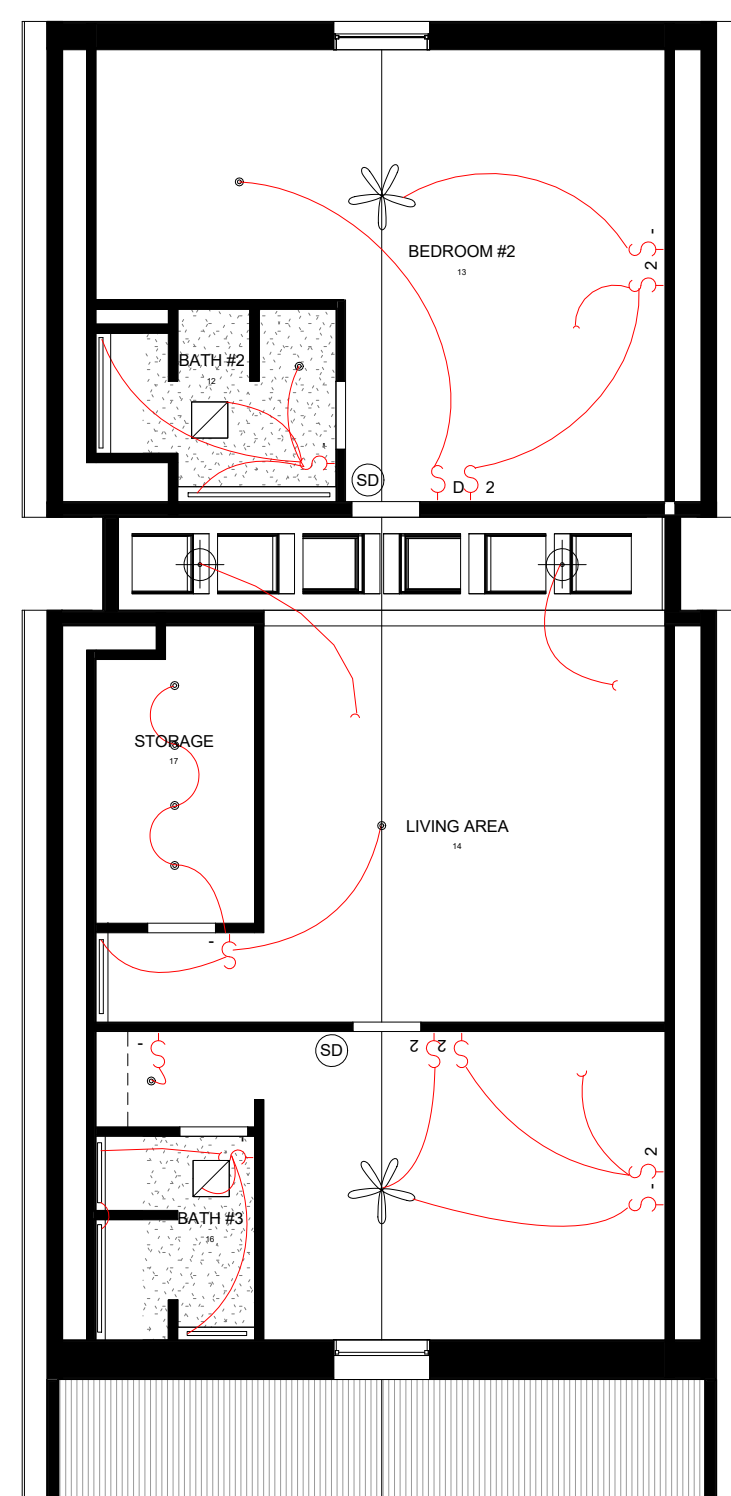 BEDROOM #2
13
-
2
BATH #2
12
-
SD
D
2
STORAGE
17
LIVING AREA
14
-
-
SD
2
2
2
-
-
BATH #3
16